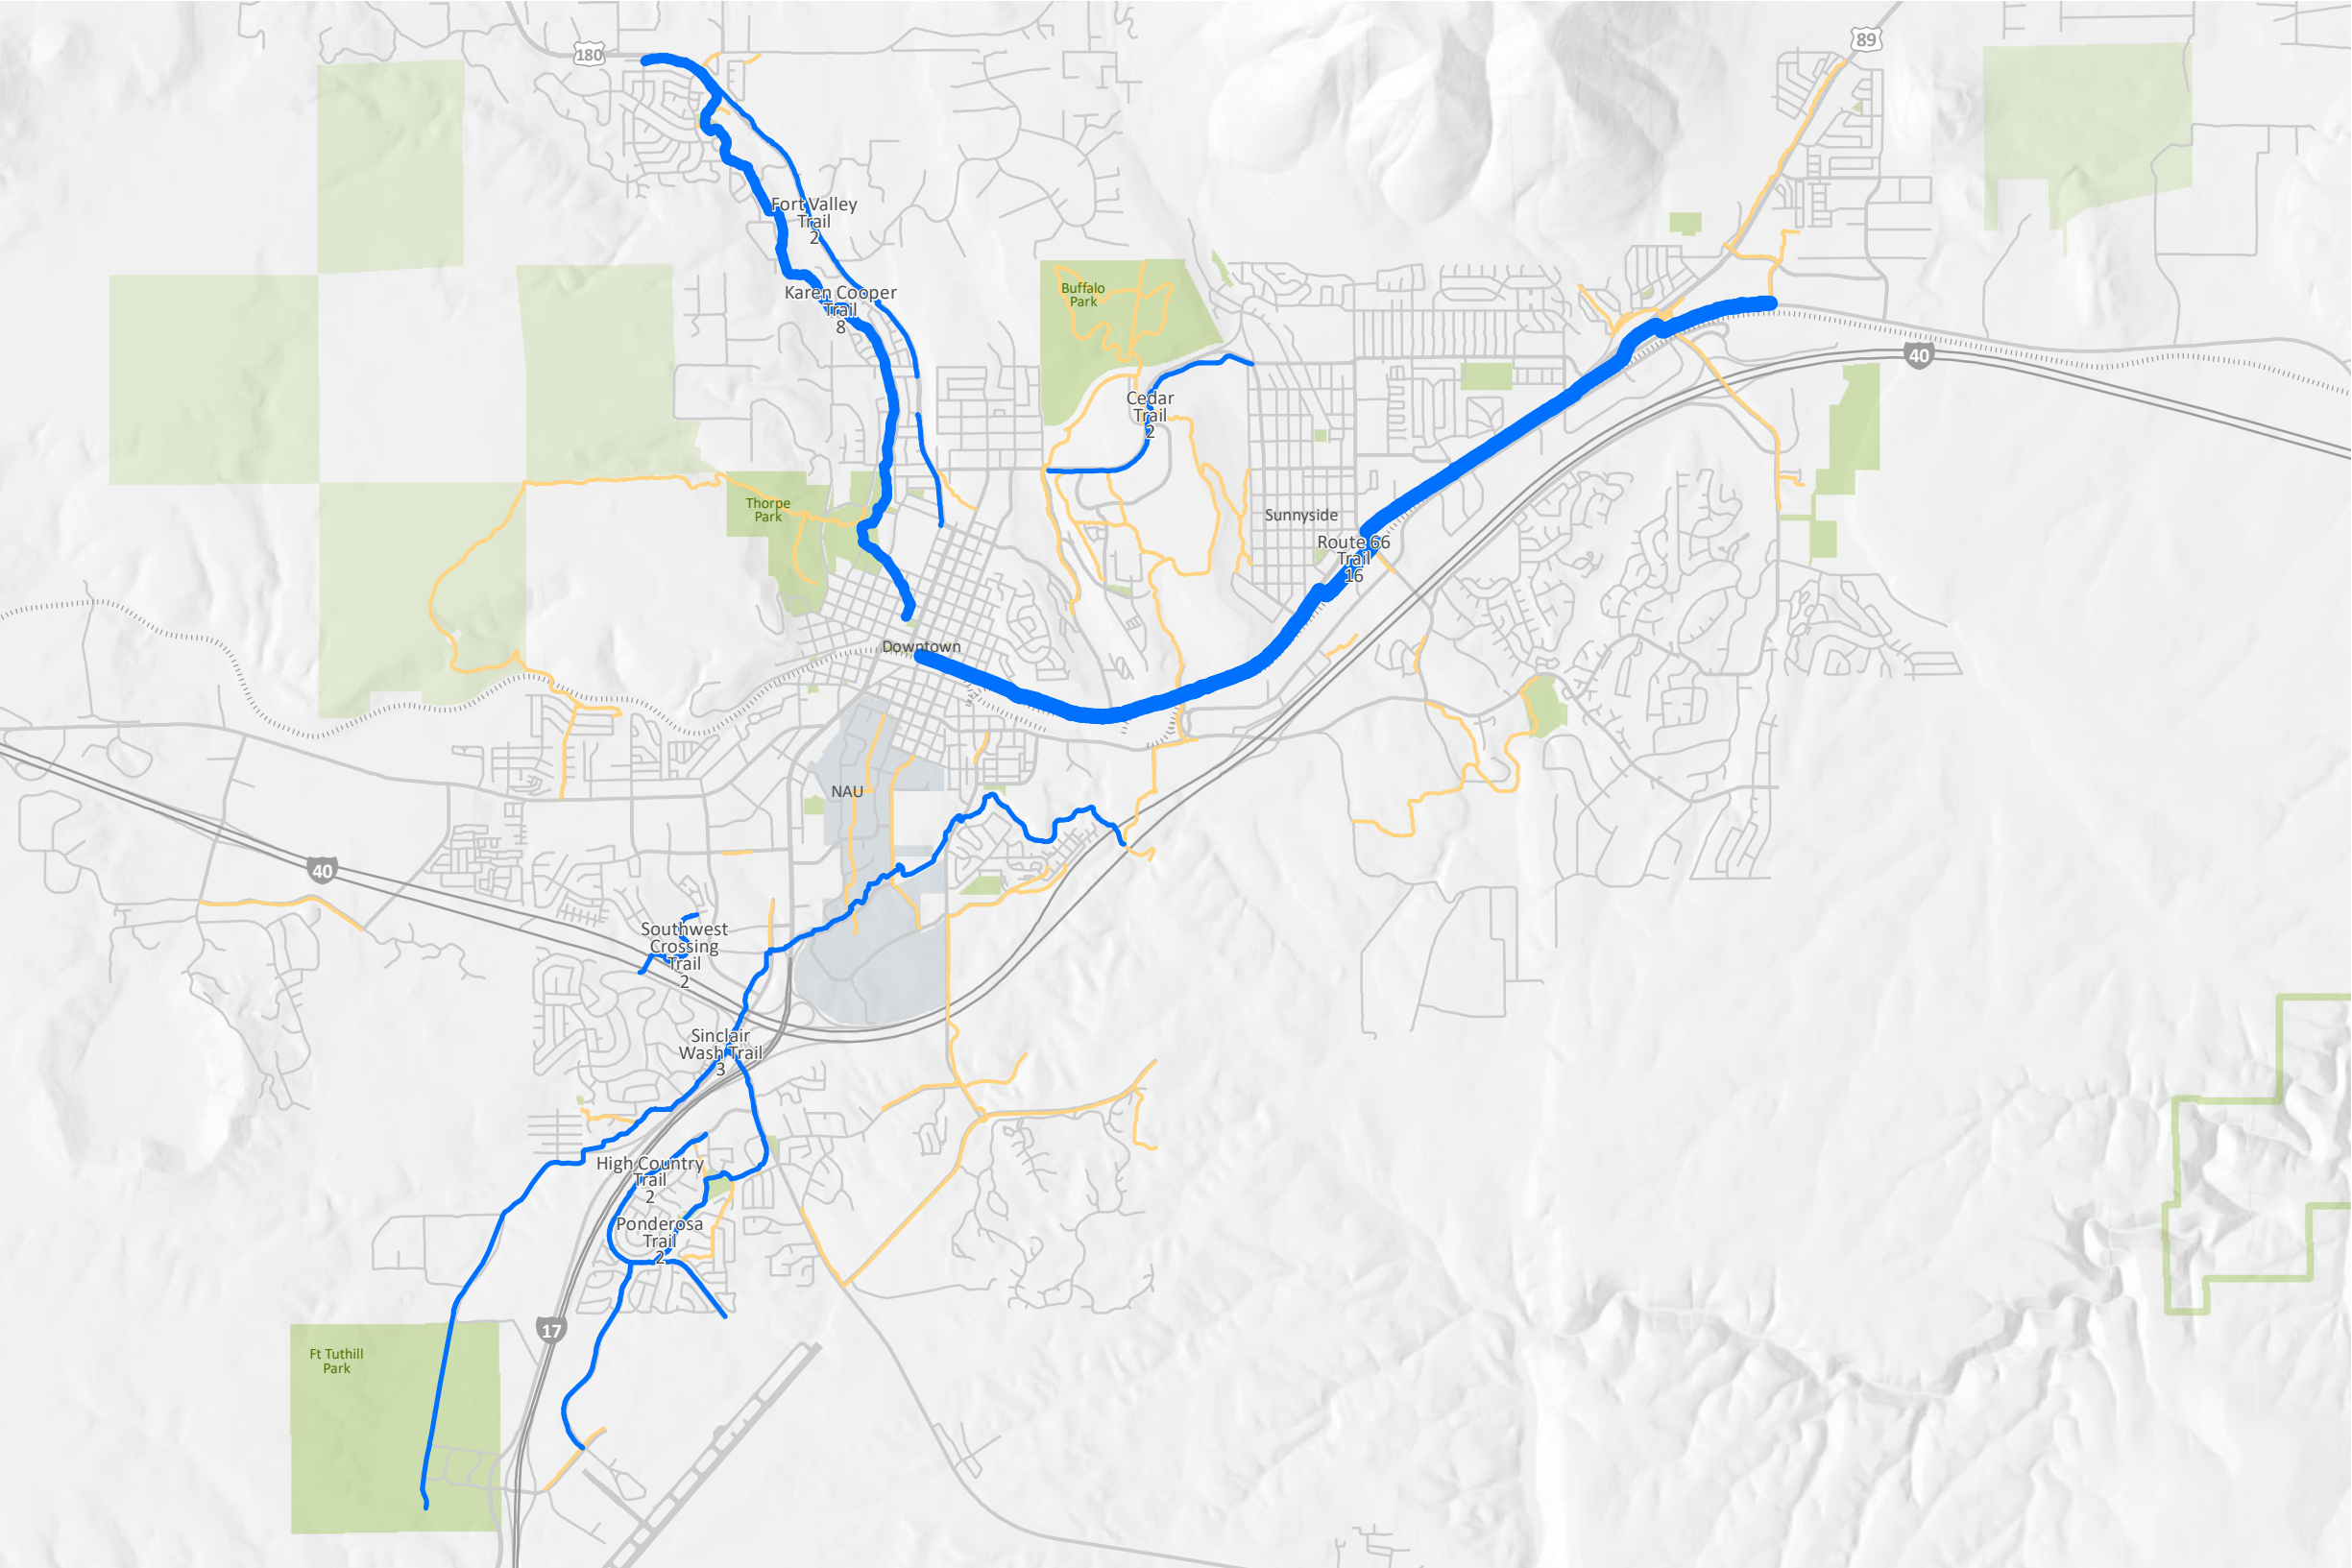 180
89
Fort Valley
Trail
2
Karen Cooper
Trail
8
Buffalo
Park
40
Cedar
Trail
2
Thorpe
Park
Sunnyside
Route 66
Trail
16
Downtown
NAU
40
Southwest
Crossing
Trail
2
Sinclair
Wash Trail
3
High Country
Trail
2
Ponderosa
Trail
2
17
Ft Tuthill
Park